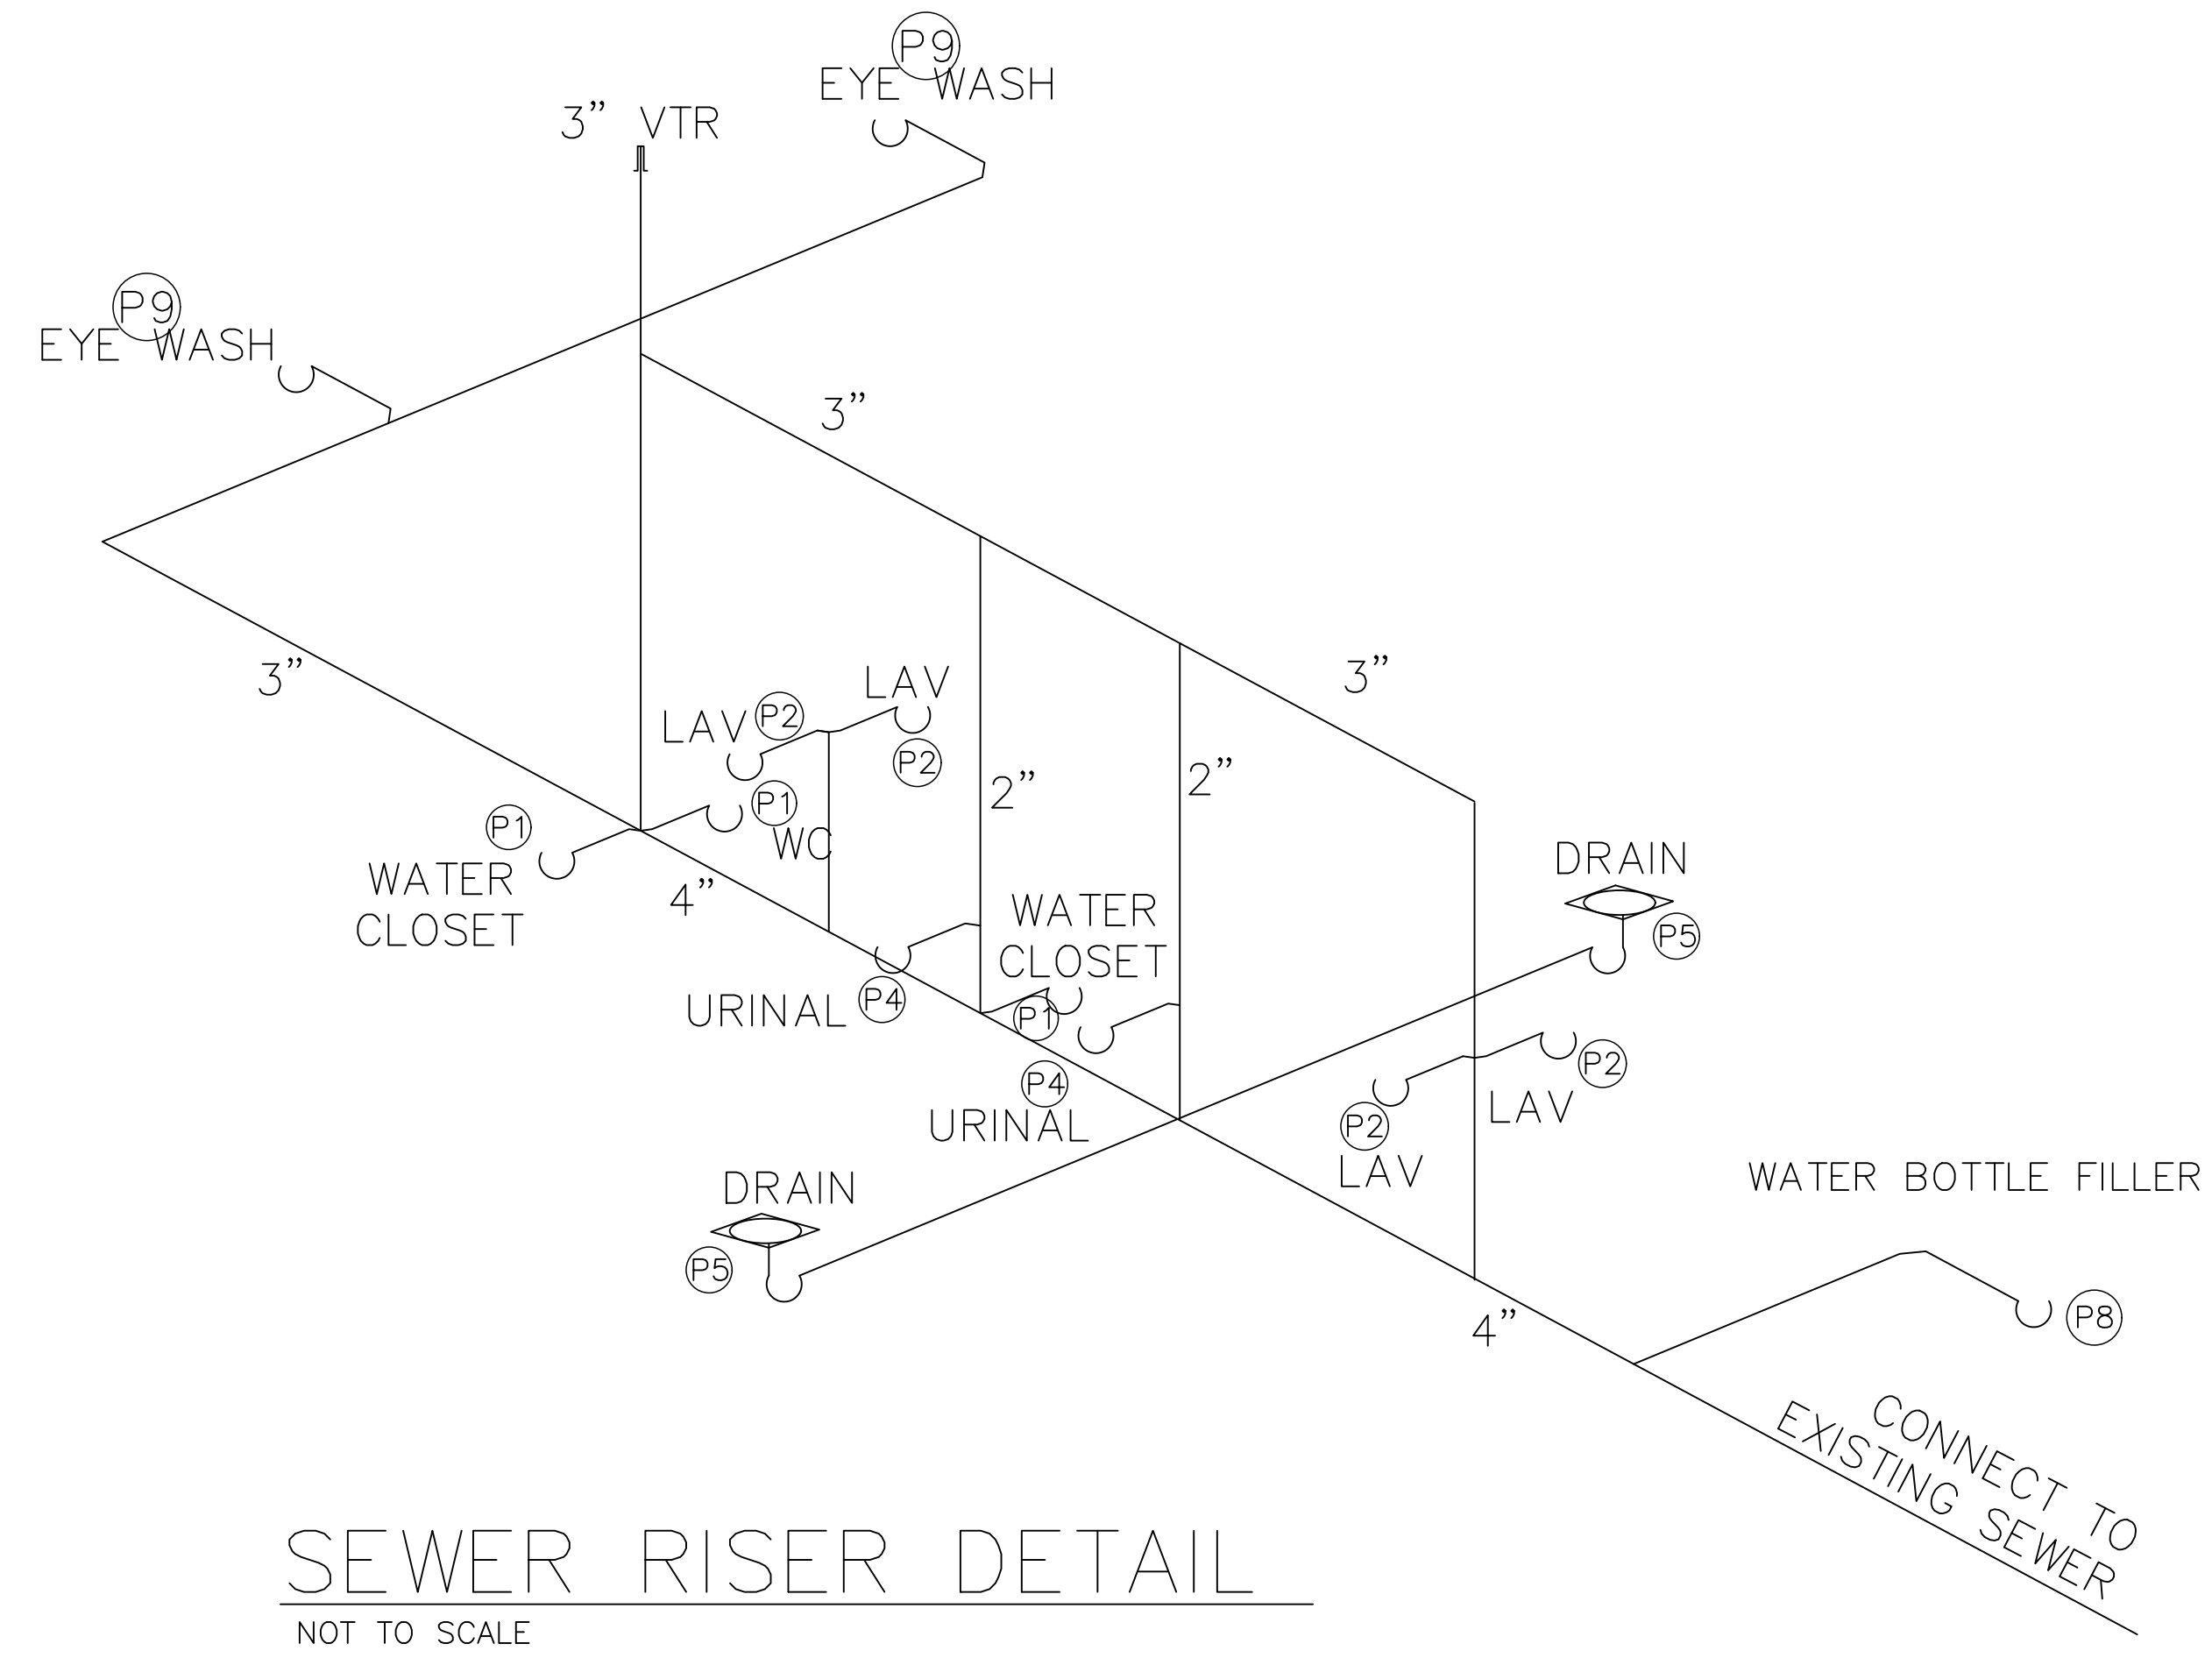 P9
EYE WASH
3” VTR
P9
EYE WASH
3”
3”
3”
LAV
LAV
P2
P2
2”
2”
P1
P1
WC
WATER
CLOSET
4”
DRAIN
P5
WATER
CLOSET
P1
URINAL
P4
P4
URINAL
P2
LAV
P2
LAV
DRAIN
P5
WATER BOTTLE FILLER
P8
4”
CONNECT TO
EXISTING SEWER
SEWER RISER DETAIL
NOT TO SCALE